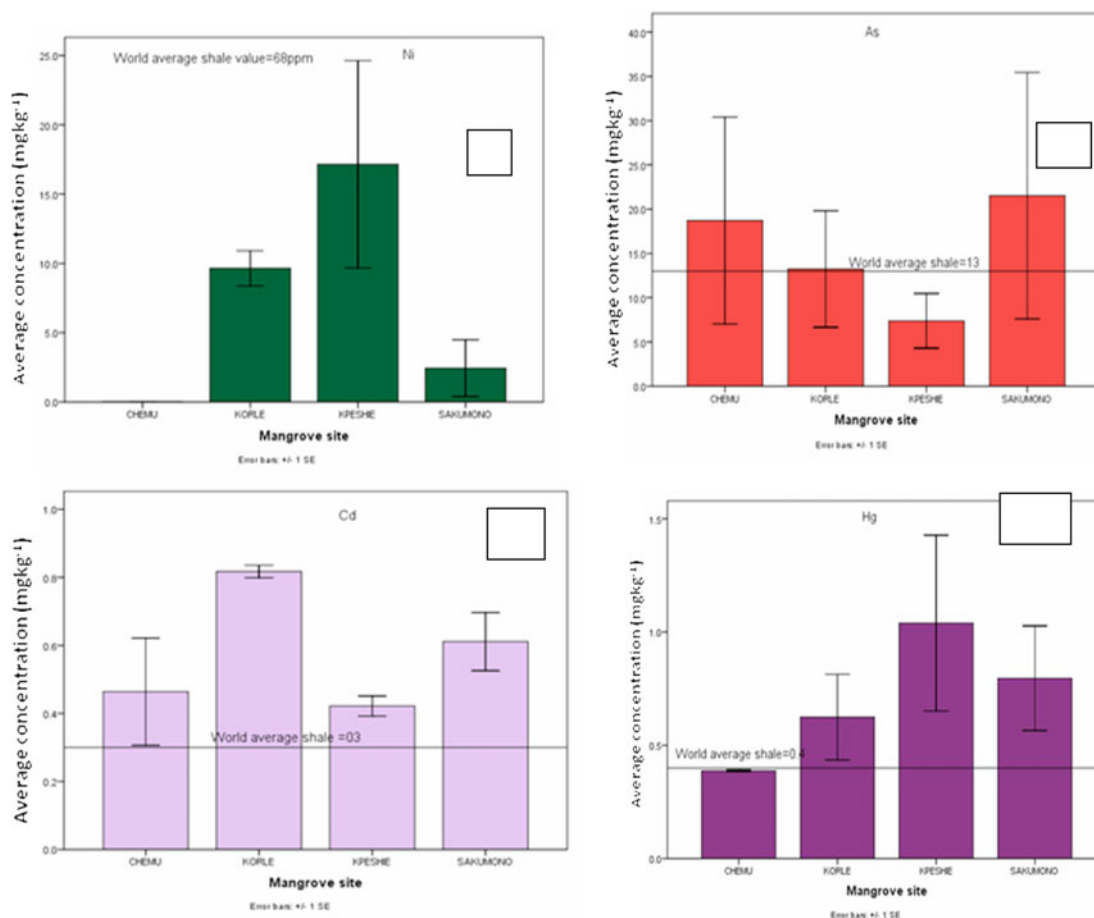 World average shale value=68ppm
Ni
Average concentration (mgkg-1)
25.0
20.0
15.0
10.0
5.0
0.0
CHEMU KORLE KPESHIE SAKUMONO
Mangrove site
Error bars: +/- 1 SE
As
Average concentration (mgkg-1)
40.0
35.0
30.0
25.0
20.0
15.0
10.0
5.0
0.0
World average shale=13
CHEMU KORLE KPESHIE SAKUMONO
Mangrove site
Error bars: +/- 1 SE
Cd
Average concentration (mgkg-1)
1.0
0.8
0.6
0.4
0.2
0.0
World average shale =03
CHEMU KORLE KPESHIE SAKUMONO
Mangrove site
Error bars: +/- 1 SE
Hg
Average concentration (mgkg-1)
1.5
1.0
0.5
0.0
World average shale=0.4
CHEMU KORLE KPESHIE SAKUMONO
Mangrove site
Error bars: +/- 1 SE